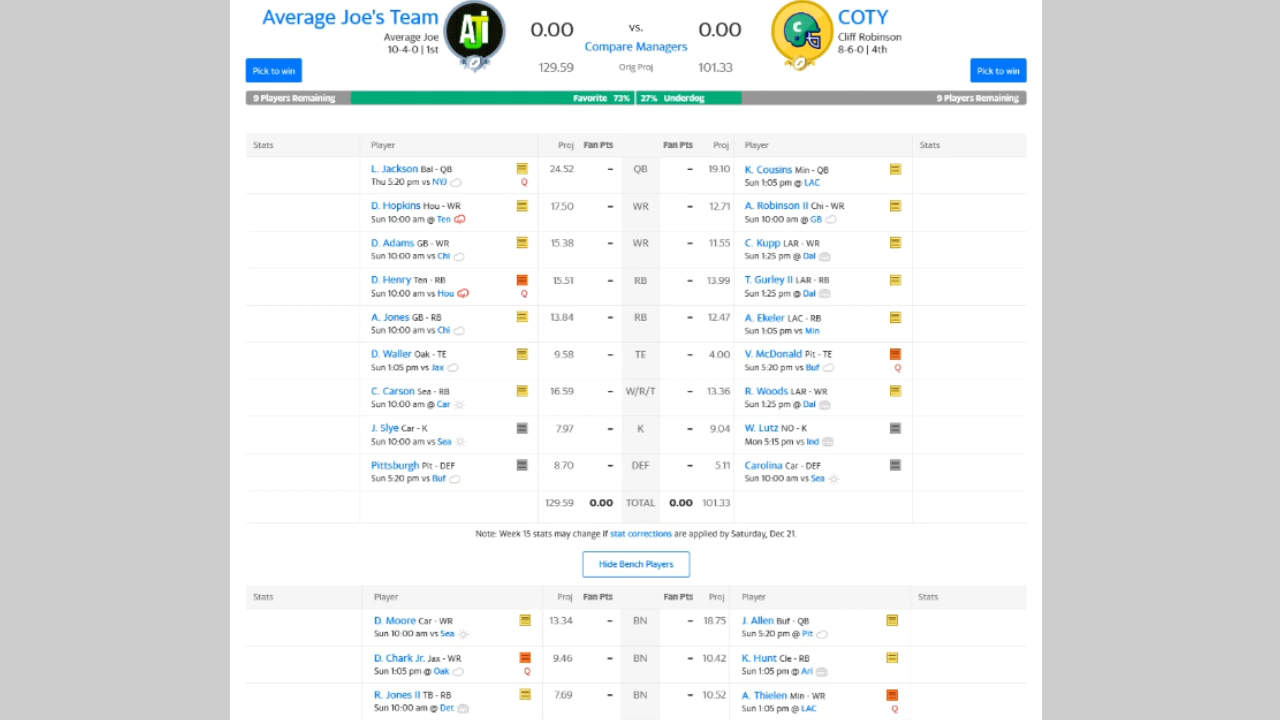 Average Joe's Team
Average Joe
10-4-0 | 1st
AJi
0.00 vs. 0.00
Compare Managers
129.59 Orig Proj 101.33
C
COTY
Cliff Robinson
8-6-0 | 4th
Pick to win Pick to win
9 Players Remaining Favorite 73% 27% Underdog 9 Players Remaining
Stats Player Proj Fan Pts Fan Pts Proj Player Stats
L. Jackson Bal - QB 24.52 – QB – 19.10 K. Cousins Min - QB
Thu 5:20 pm vs NYJ Q Sun 1:05 pm @ LAC
D. Hopkins Hou - WR 17.50 – WR – 12.71 A. Robinson II Chi - WR
Sun 10:00 am @ Ten Sun 10:00 am @ GB
D. Adams GB - WR 15.38 – WR – 11.55 C. Kupp LAR - WR
Sun 10:00 am vs Chi Sun 1:25 pm @ Dal
D. Henry Ten - RB 15.51 – RB – 13.99 T. Gurley II LAR - RB
Sun 10:00 am vs Hou Q Sun 1:25 pm @ Dal
A. Jones GB - RB 13.84 – RB – 12.47 A. Ekeler LAC - RB
Sun 10:00 am vs Chi Sun 1:05 pm vs Min
D. Waller Oak - TE 9.58 – TE – 4.00 V. McDonald Pit - TE
Sun 1:05 pm vs Jax Sun 5:20 pm vs Buf Q
C. Carson Sea - RB 16.59 – W/R/T – 13.36 R. Woods LAR - WR
Sun 10:00 am @ Car Sun 1:25 pm @ Dal
J. Slye Car - K 7.97 – K – 9.04 W. Lutz NO - K
Sun 10:00 am vs Sea Mon 5:15 pm vs Ind
Pittsburgh Pit - DEF 8.70 – DEF – 5.11 Carolina Car - DEF
Sun 5:20 pm vs Buf Sun 10:00 am vs Sea
129.59 0.00 TOTAL 0.00 101.33
Note: Week 15 stats may change if stat corrections are applied by Saturday, Dec 21.
Hide Bench Players
Stats Player Proj Fan Pts Fan Pts Proj Player Stats
D. Moore Car - WR 13.34 – BN – 18.75 J. Allen Buf - QB
Sun 10:00 am vs Sea Sun 5:20 pm @ Pit
D. Chark Jr. Jax - WR 9.46 – BN – 10.42 K. Hunt Cle - RB
Sun 1:05 pm @ Oak Q Sun 1:05 pm @ Ari
R. Jones II TB - RB 7.69 – BN – 10.52 A. Thielen Min - WR
Sun 10:00 am @ Det Sun 1:05 pm @ LAC Q